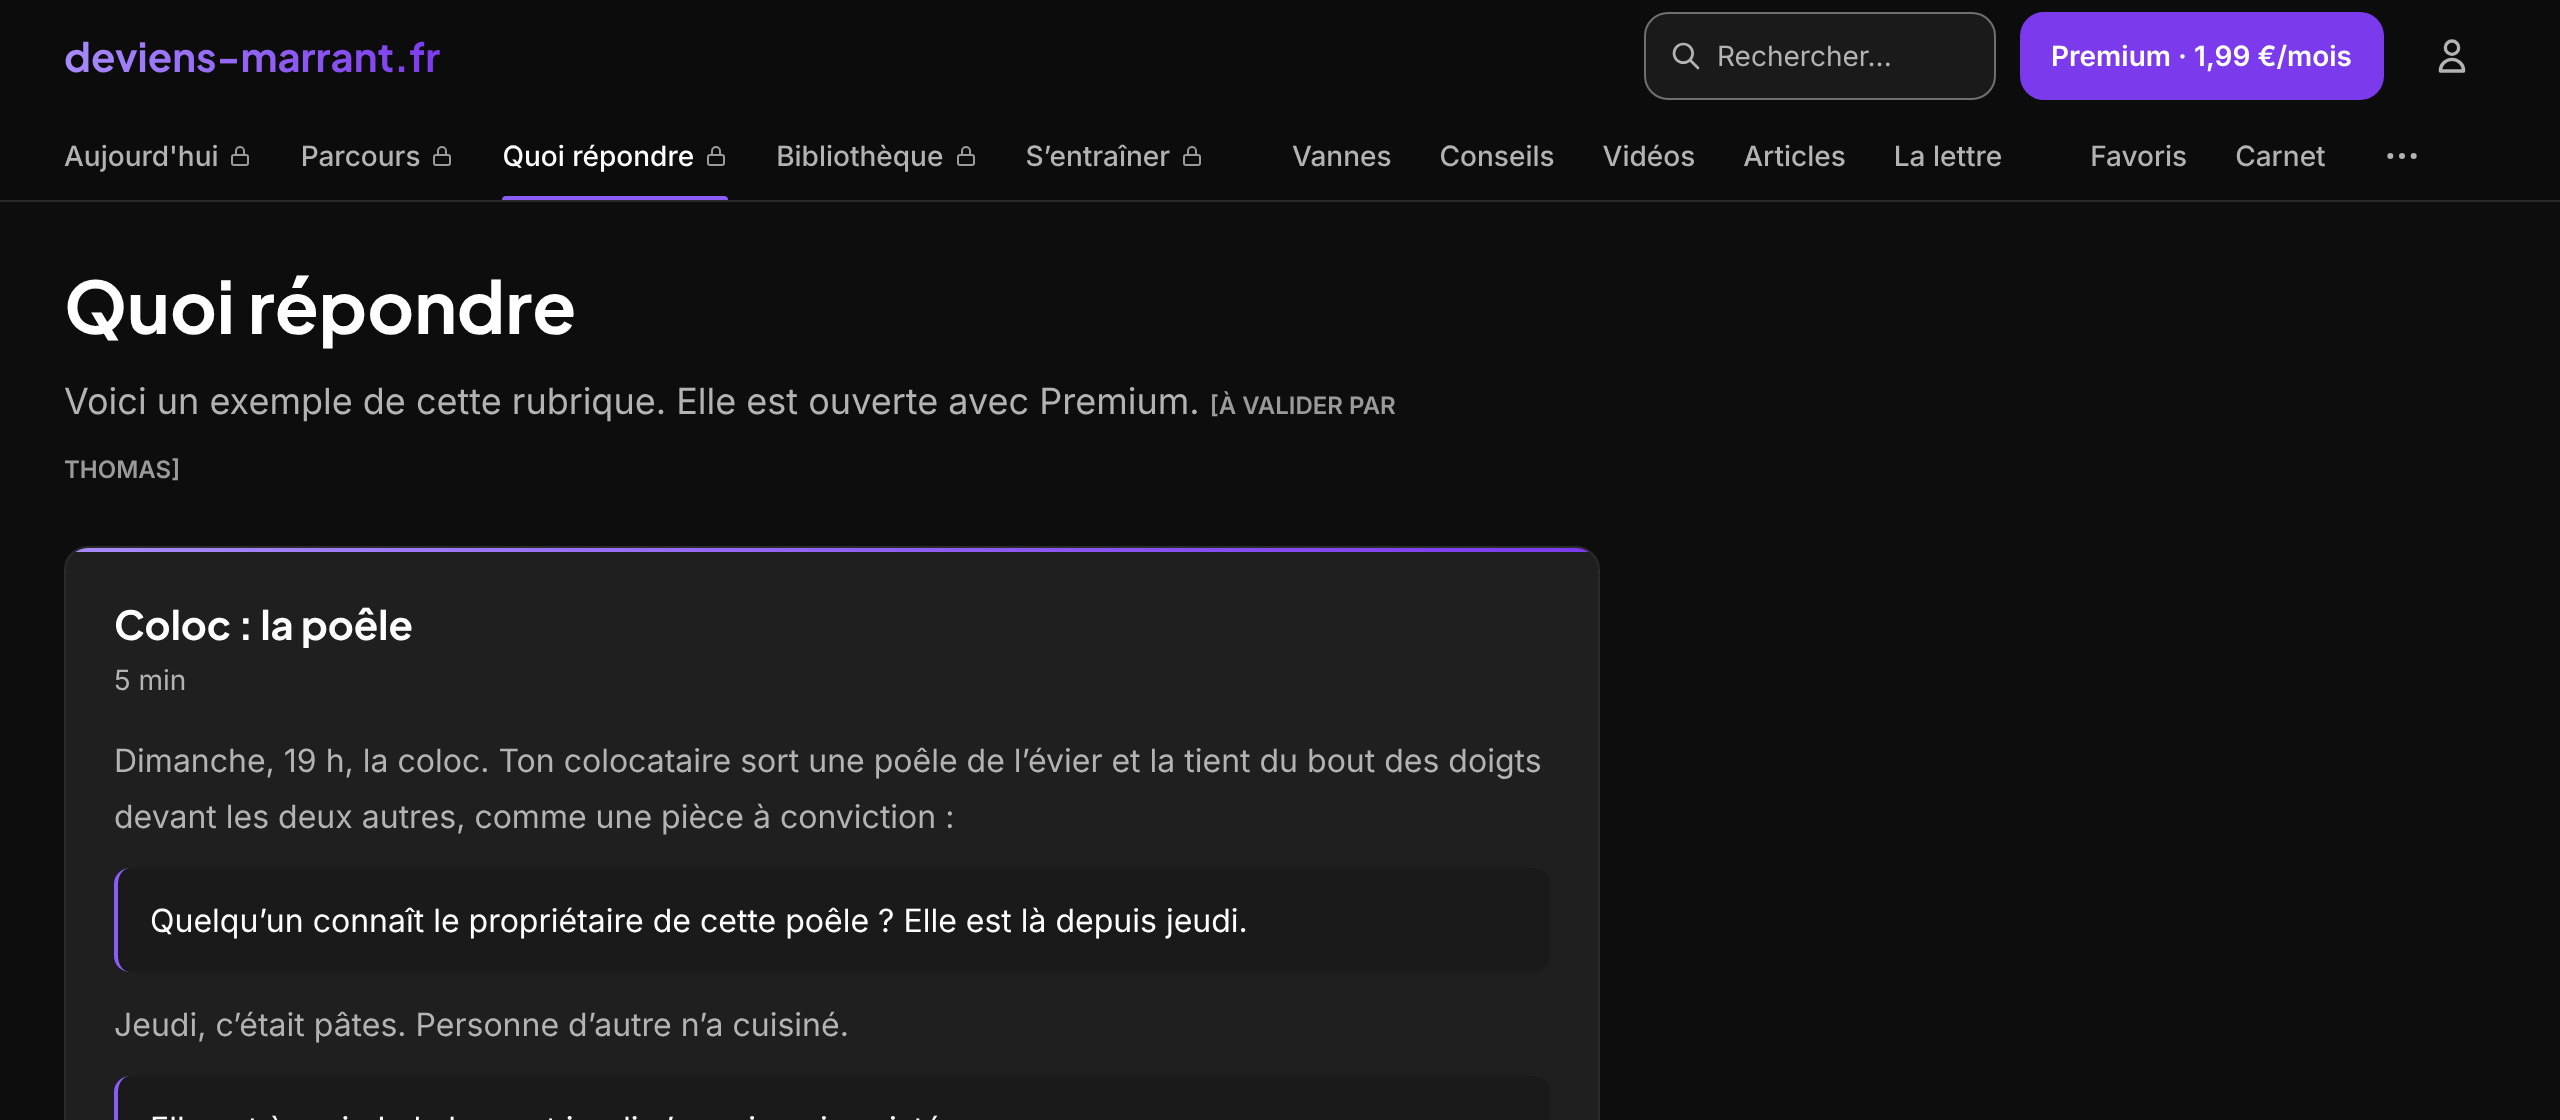 deviens-marrant.fr
Rechercher...
Premium · 1,99 €/mois
Aujourd'hui Parcours Quoi répondre Bibliothèque S’entraîner Vannes Conseils Vidéos Articles La lettre Favoris Carnet
Quoi répondre
Voici un exemple de cette rubrique. Elle est ouverte avec Premium. [À VALIDER PAR
THOMAS]
Coloc : la poêle
5 min
Dimanche, 19 h, la coloc. Ton colocataire sort une poêle de l’évier et la tient du bout des doigts
devant les deux autres, comme une pièce à conviction :
Quelqu’un connaît le propriétaire de cette poêle ? Elle est là depuis jeudi.
Jeudi, c’était pâtes. Personne d’autre n’a cuisiné.